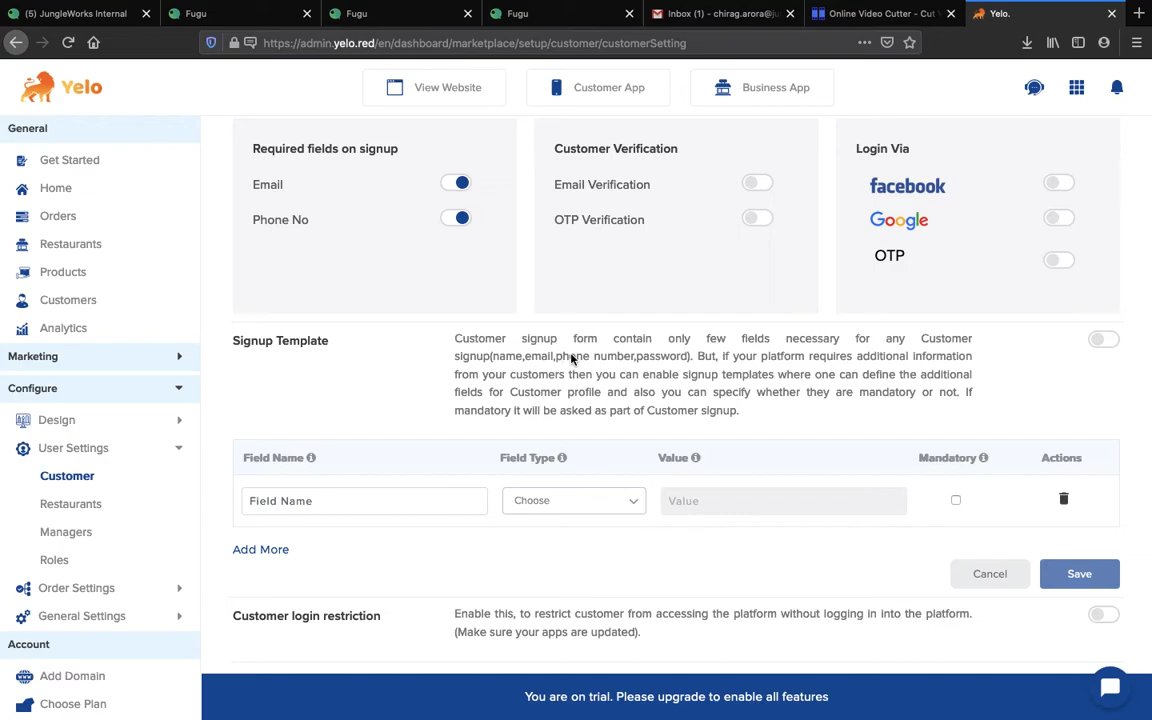 (5) JungleWorks Internal
Fugu
Fugu
Fugu
Inbox (1) - chirag.arora@ju
Online Video Cutter - Cut V
Yelo.
https://admin.yelo.red/en/dashboard/marketplace/setup/customer/customerSetting
Yelo
View Website
Customer App
Business App
General
Get Started
Home
Orders
Restaurants
Products
Customers
Analytics
Marketing
Configure
Design
User Settings
Customer
Restaurants
Managers
Roles
Order Settings
General Settings
Account
Add Domain
Choose Plan
Required fields on signup
Email
Phone No
Customer Verification
Email Verification
OTP Verification
Login Via
facebook
Google
OTP
Signup Template
Customer signup form contain only few fields necessary for any Customer
signup(name,email,phone number,password). But, if your platform requires additional information
from your customers then you can enable signup templates where one can define the additional
fields for Customer profile and also you can specify whether they are mandatory or not. If
mandatory it will be asked as part of Customer signup.
Field Name Field Type Value Mandatory Actions
Field Name Choose Value
Add More
Cancel Save
Customer login restriction
Enable this, to restrict customer from accessing the platform without logging in into the platform.
(Make sure your apps are updated).
You are on trial. Please upgrade to enable all features